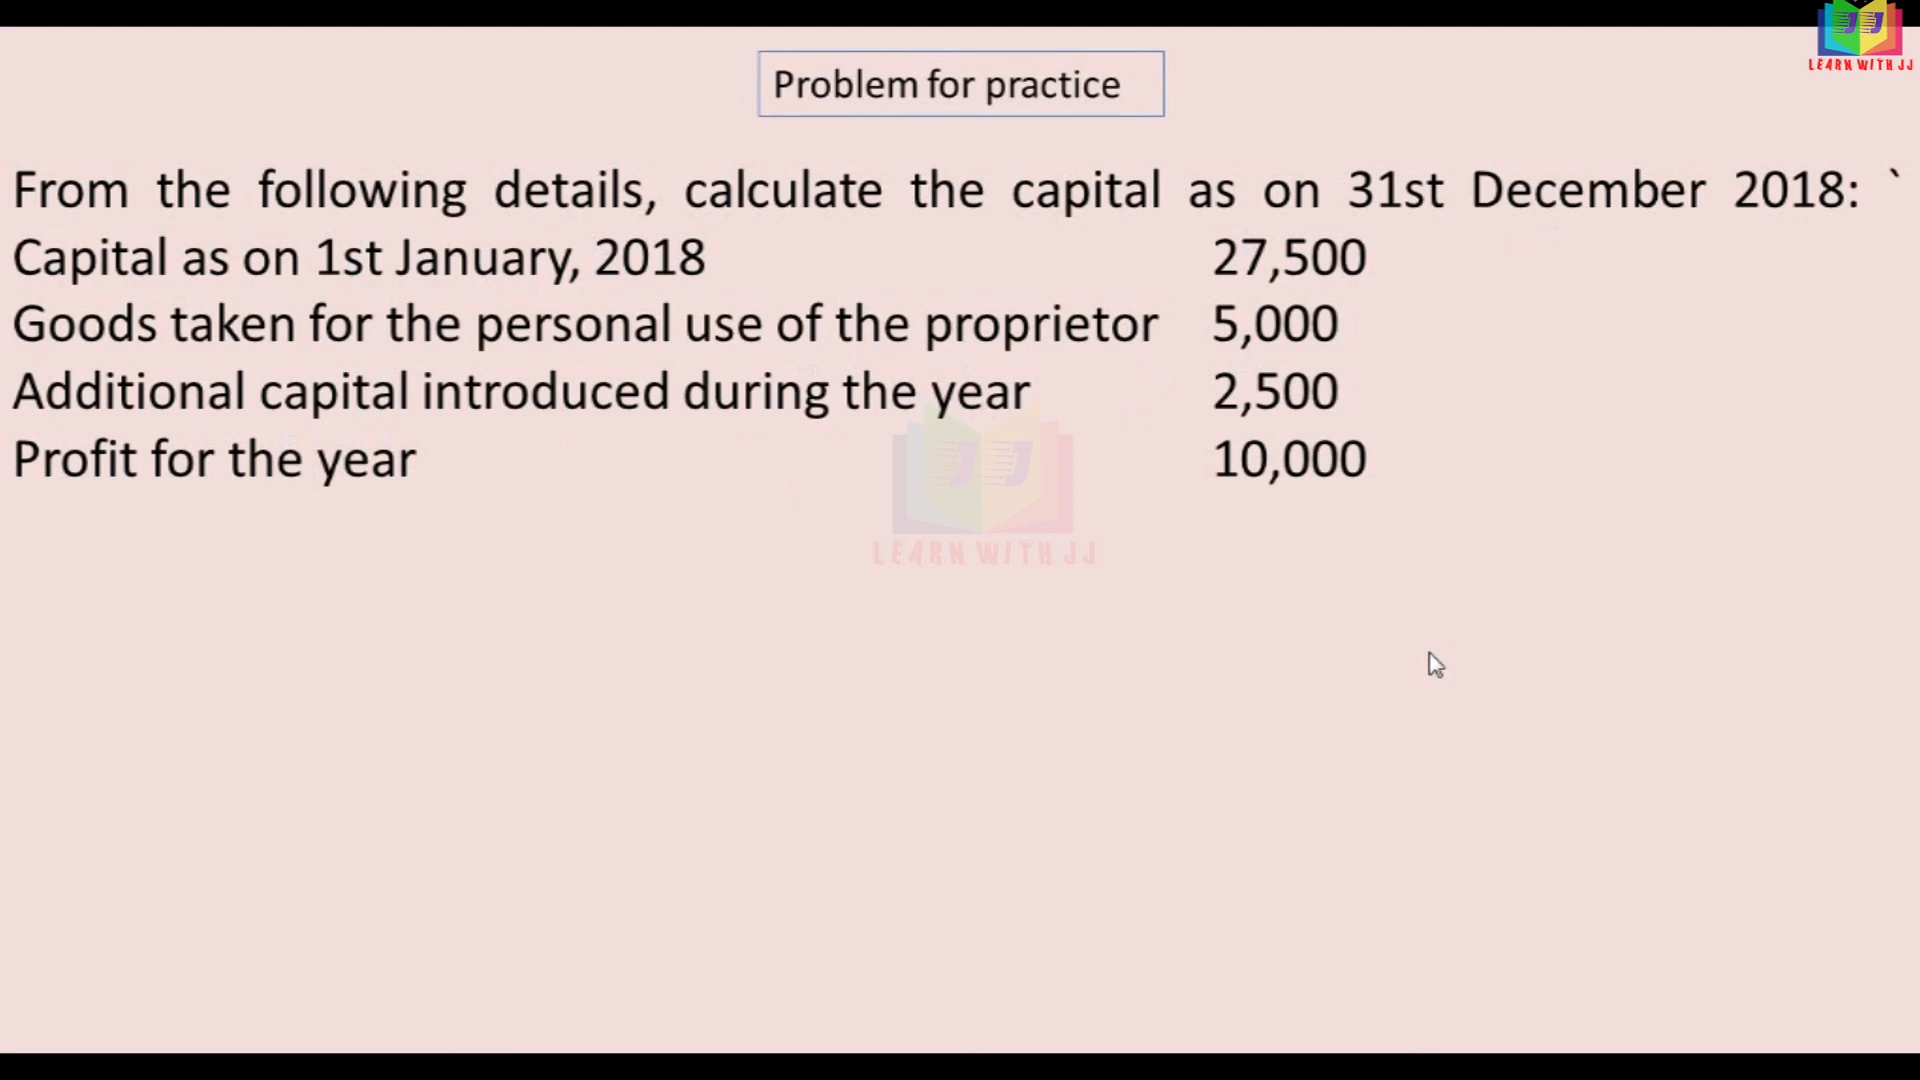 LEARN WITH JJ
Problem for practice
From the following details, calculate the capital as on 31st December 2018: `
Capital as on 1st January, 2018 27,500
Goods taken for the personal use of the proprietor 5,000
Additional capital introduced during the year 2,500
Profit for the year 10,000
JJ
LEARN WITH JJ